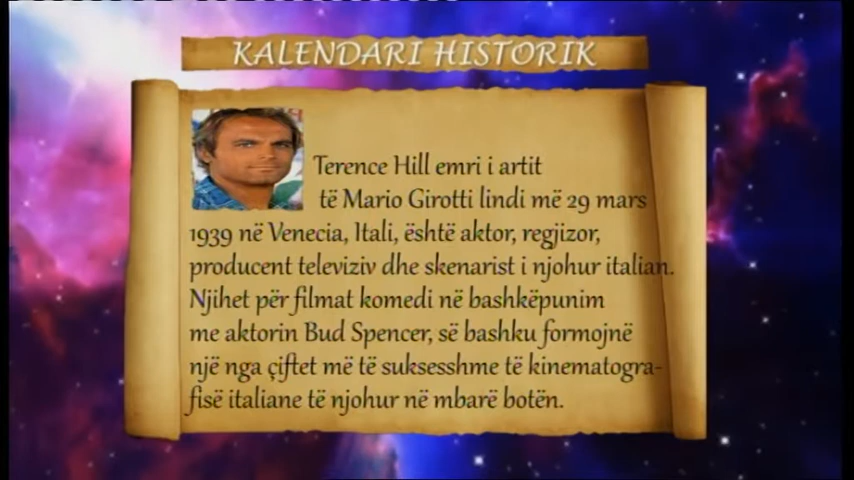 KALENDARI HISTORIK
Terence Hill emri i artit
të Mario Girotti lindi më 29 mars
1939 në Venecia, Itali, është aktor, regjizor,
producent televiziv dhe skenarist i njohur italian.
Njihet për filmat komedi në bashkëpunim
me aktorin Bud Spencer, së bashku formojnë
një nga çiftet më të suksesshme të kinematogra-
fisë italiane të njohur në mbarë botën.